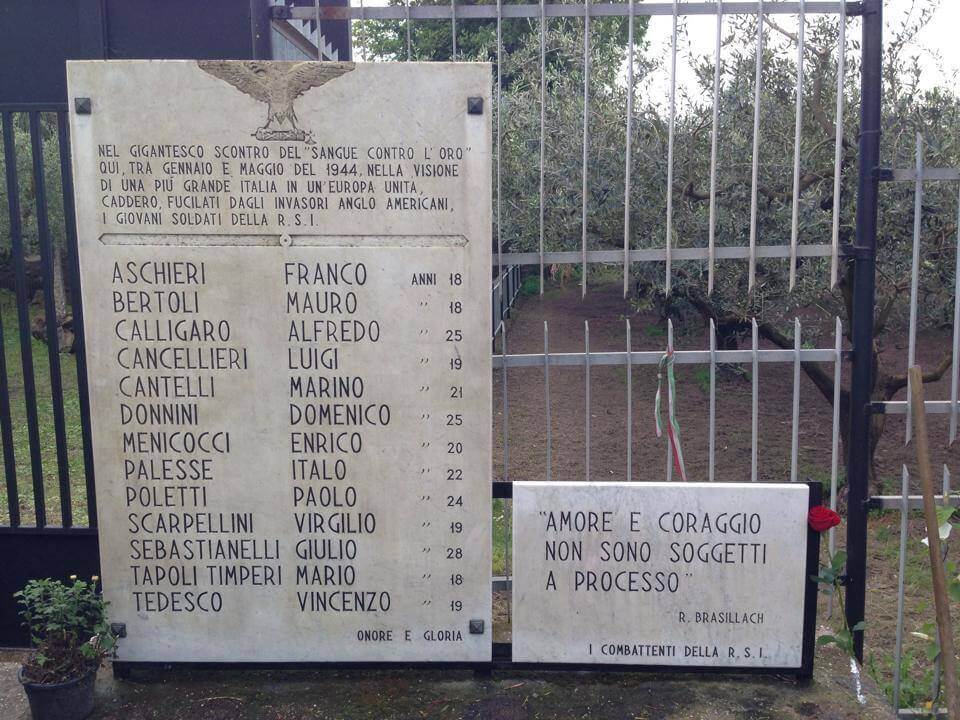 NEL GIGANTESCO SCONTRO DEL "SANGUE CONTRO L'ORO"
QUI, TRA GENNAIO E MAGGIO DEL 1944, NELLA VISIONE
DI UNA PIÚ GRANDE ITALIA IN UN'EUROPA UNITA,
CADDERO, FUCILATI DAGLI INVASORI ANGLO AMERICANI,
I GIOVANI SOLDATI DELLA R.S.I.
ASCHIERI FRANCO ANNI 18
BERTOLI MAURO " 18
CALLIGARO ALFREDO " 25
CANCELLIERI LUIGI " 19
CANTELLI MARINO " 21
DONNINI DOMENICO " 25
MENICOCCI ENRICO " 20
PALESSE ITALO " 22
POLETTI PAOLO " 24
SCARPELLINI VIRGILIO " 19
SEBASTIANELLI GIULIO " 28
TAPOLI TIMPERI MARIO " 18
TEDESCO VINCENZO " 19
ONORE E GLORIA
"AMORE E CORAGGIO
NON SONO SOGGETTI
A PROCESSO"
R. BRASILLACH
I COMBATTENTI DELLA R.S.I.